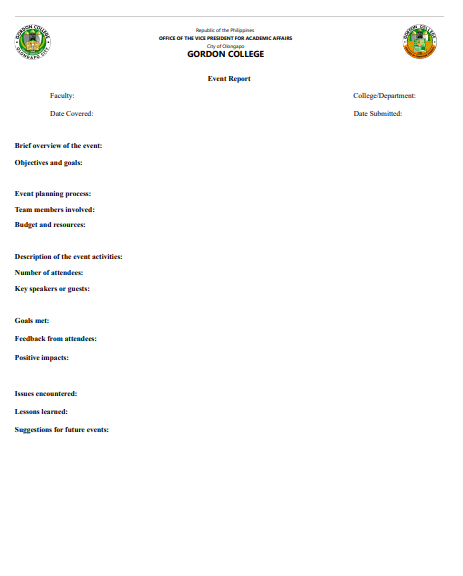 GORDON COLLEGE
OLONGAPO CITY
Republic of the Philippines
OFFICE OF THE VICE PRESIDENT FOR ACADEMIC AFFAIRS
City of Olongapo
GORDON COLLEGE
GORDON COLLEGE
Event Report
Faculty: College/Department:
Date Covered: Date Submitted:
Brief overview of the event:
Objectives and goals:
Event planning process:
Team members involved:
Budget and resources:
Description of the event activities:
Number of attendees:
Key speakers or guests:
Goals met:
Feedback from attendees:
Positive impacts:
Issues encountered:
Lessons learned:
Suggestions for future events: